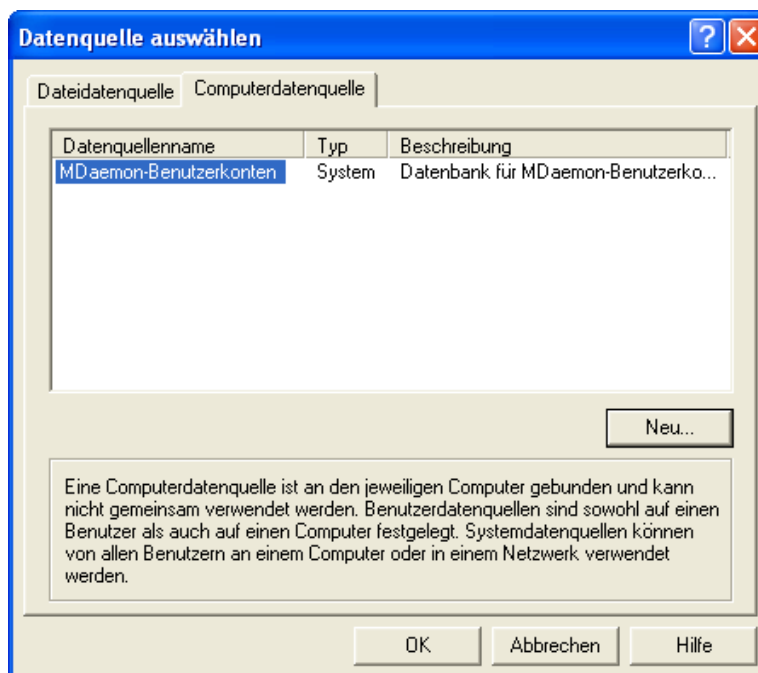 Datenquelle auswählen
Dateidatenquelle Computerdatenquelle
Datenquellenname Typ Beschreibung
MDaemon-Benutzerkonten System Datenbank für MDaemon-Benutzerko...
Neu...
Eine Computerdatenquelle ist an den jeweiligen Computer gebunden und kann
nicht gemeinsam verwendet werden. Benutzerdatenquellen sind sowohl auf einen
Benutzer als auch auf einen Computer festgelegt. Systemdatenquellen können
von allen Benutzern an einem Computer oder in einem Netzwerk verwendet
werden.
OK Abbrechen Hilfe